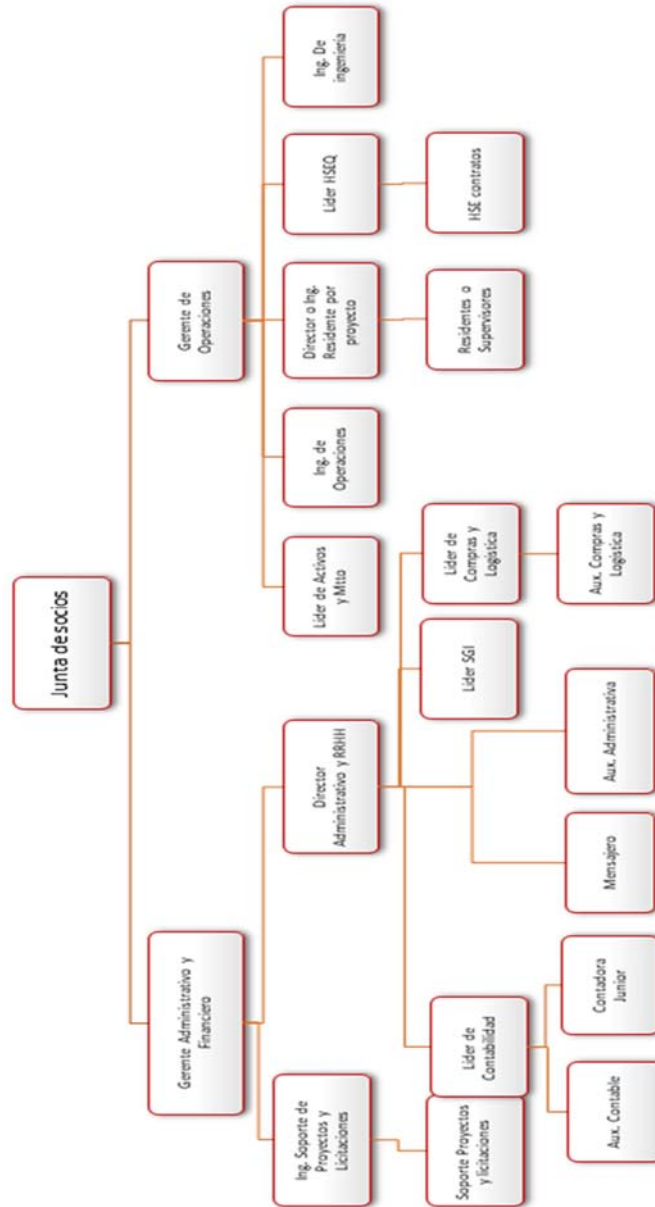 Junta de socios
Gerente Administrativo y
Financiero
Gerente de
Operaciones
Ing. Soporte de
Proyectos y
Licitaciones
Director
Administrativo y RRHH
Lider de Activos
y Mtto
Ing. de
Operaciones
Director o Ing.
Residente por
proyecto
Lider HSEQ
Ing. De
ingenieria
Soporte Proyectos
y licitaciones
Lider de
Contabilidad
Lider SGI
Lider de
Compras y
Logística
Residentes o
Supervisores
HSE contratos
Aux. Contable
Contadora
Junior
Mensajero
Aux. Administrativa
Aux. Compras y
Logística